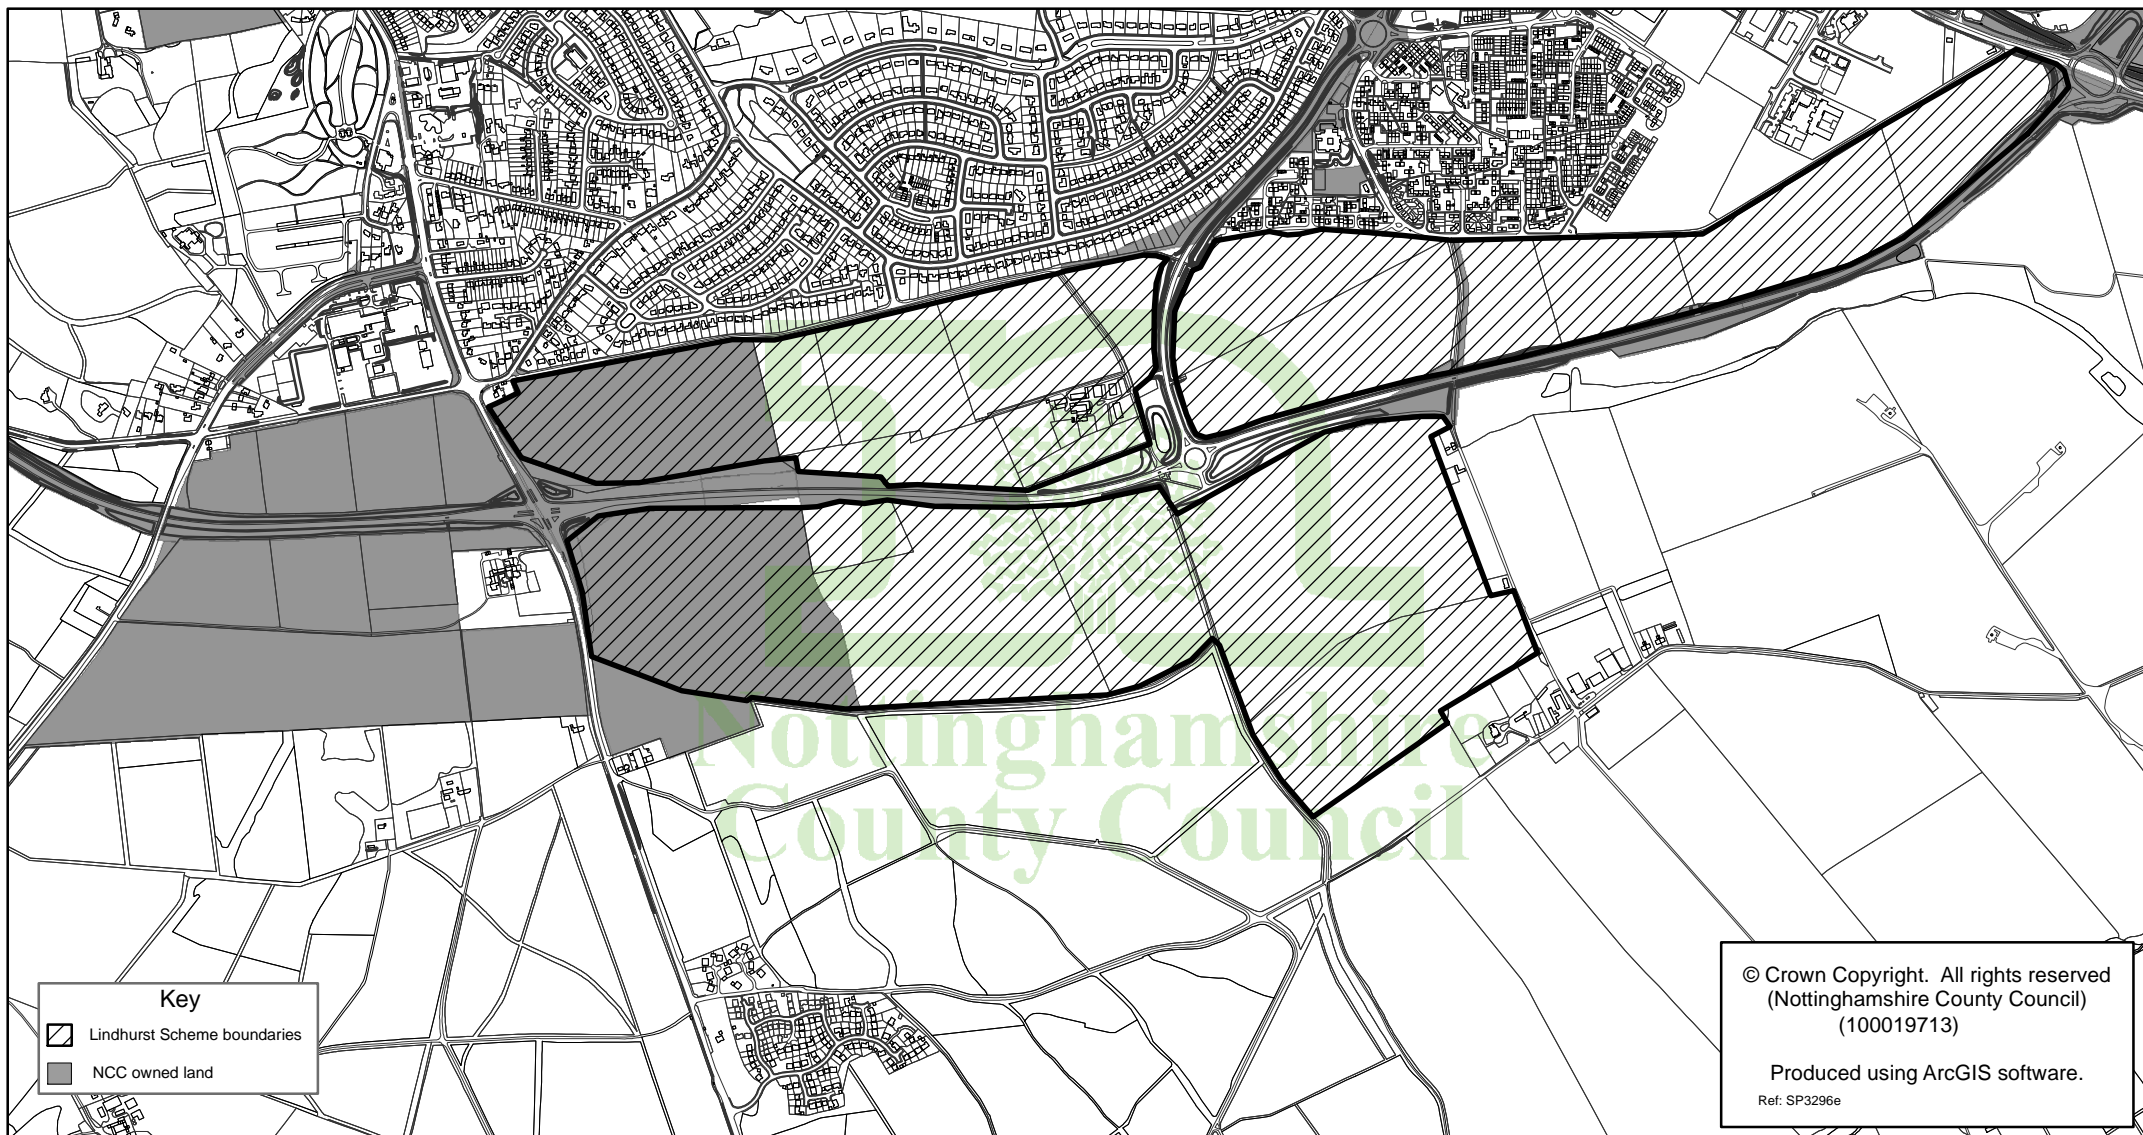 Nottinghamshire
County Council
Key
Lindhurst Scheme boundaries
NCC owned land
© Crown Copyright. All rights reserved
(Nottinghamshire County Council)
(100019713)
Produced using ArcGIS software.
Ref: SP3296e